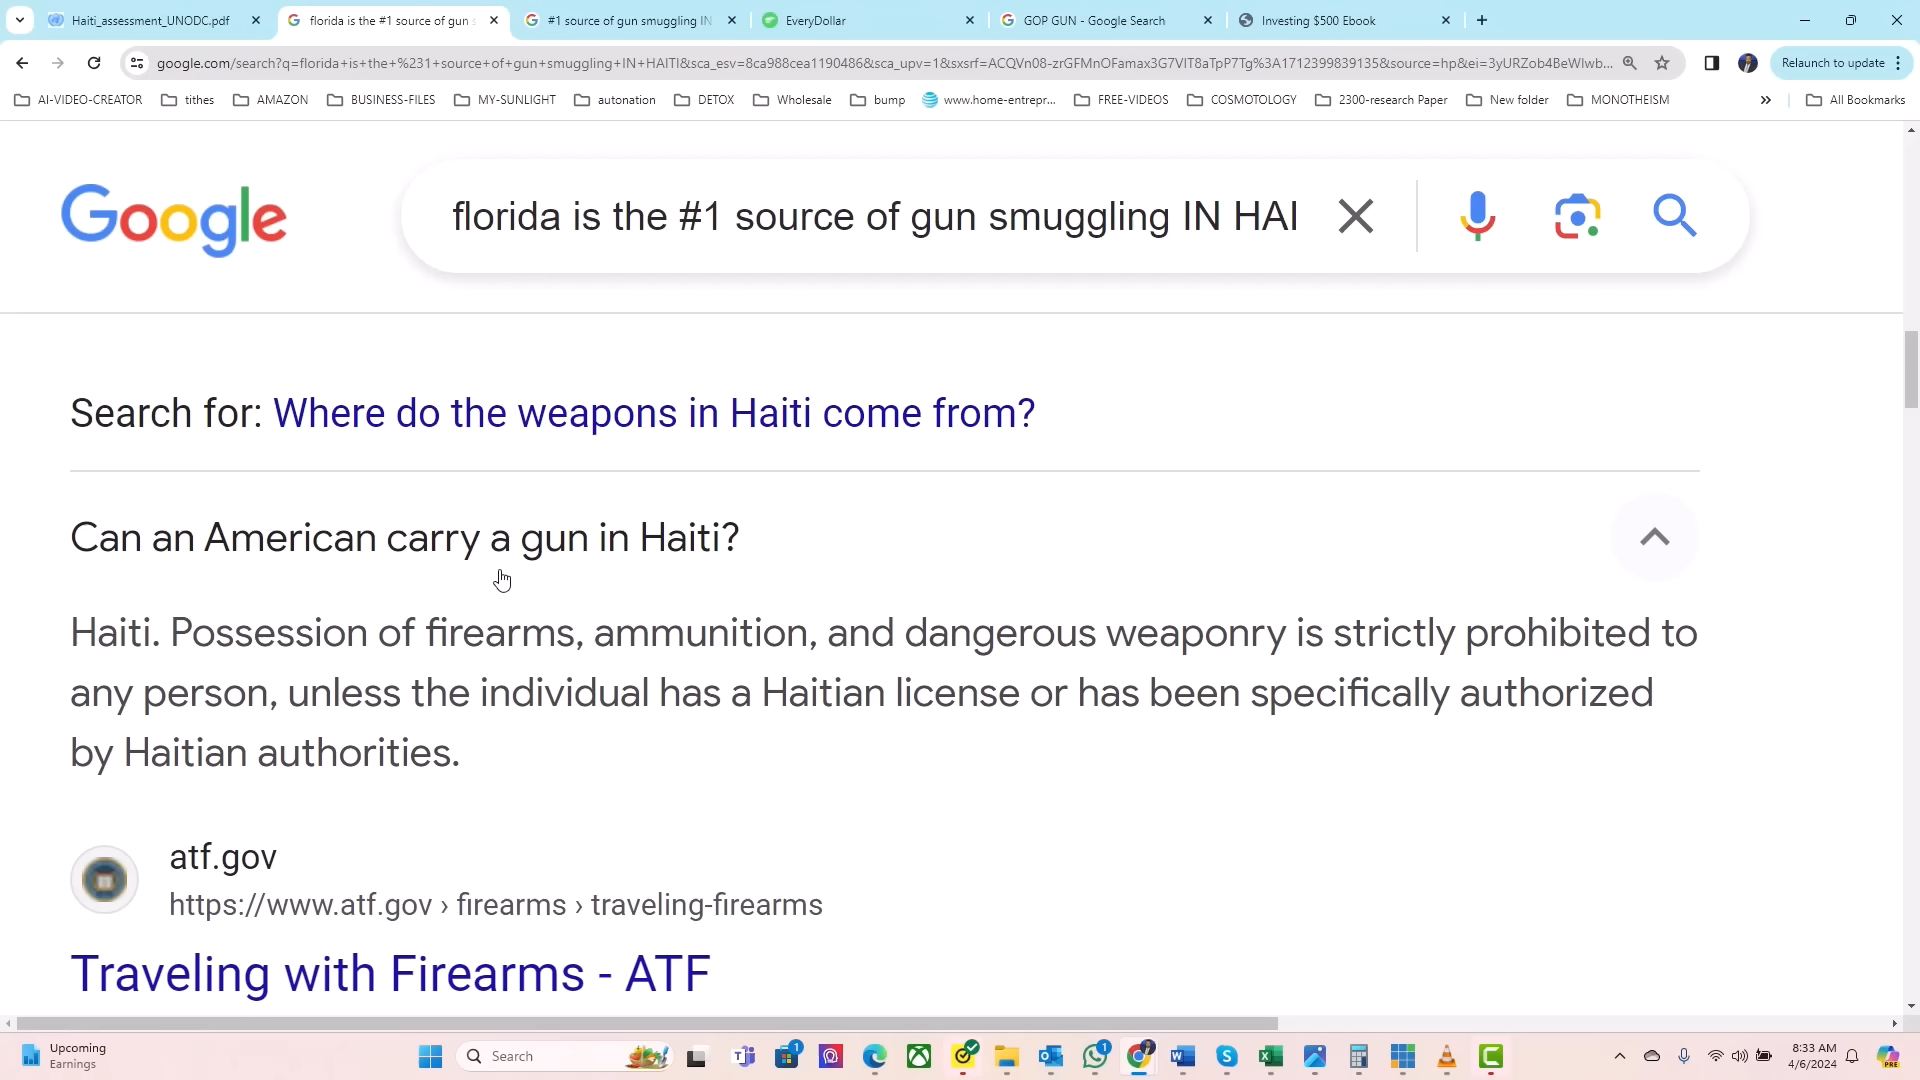 Haiti_assessment_UNODC.pdf
florida is the #1 source of gun s
#1 source of gun smuggling IN
EveryDollar
GOP GUN - Google Search
Investing $500 Ebook
google.com/search?q=florida+is+the+%231+source+of+gun+smuggling+IN+HAITI&sca_esv=8ca988cea1190486&sca_upv=1&sxsrf=ACQVn08-zrGFMnOFamax3G7VIT8aTpP7Tg%3A1712399839135&source=hp&ei=3yURZob4BeWlwb...
Relaunch to update
AI-VIDEO-CREATOR
tithes
AMAZON
BUSINESS-FILES
MY-SUNLIGHT
autonation
DETOX
Wholesale
bump
www.home-entrepr...
FREE-VIDEOS
COSMOTOLOGY
2300-research Paper
New folder
MONOTHEISM
All Bookmarks
Google
florida is the #1 source of gun smuggling IN HAI
Search for: Where do the weapons in Haiti come from?
Can an American carry a gun in Haiti?
Haiti. Possession of firearms, ammunition, and dangerous weaponry is strictly prohibited to
any person, unless the individual has a Haitian license or has been specifically authorized
by Haitian authorities.
atf.gov
https://www.atf.gov › firearms › traveling-firearms
Traveling with Firearms - ATF
Upcoming
Earnings
Search
8:33 AM
4/6/2024